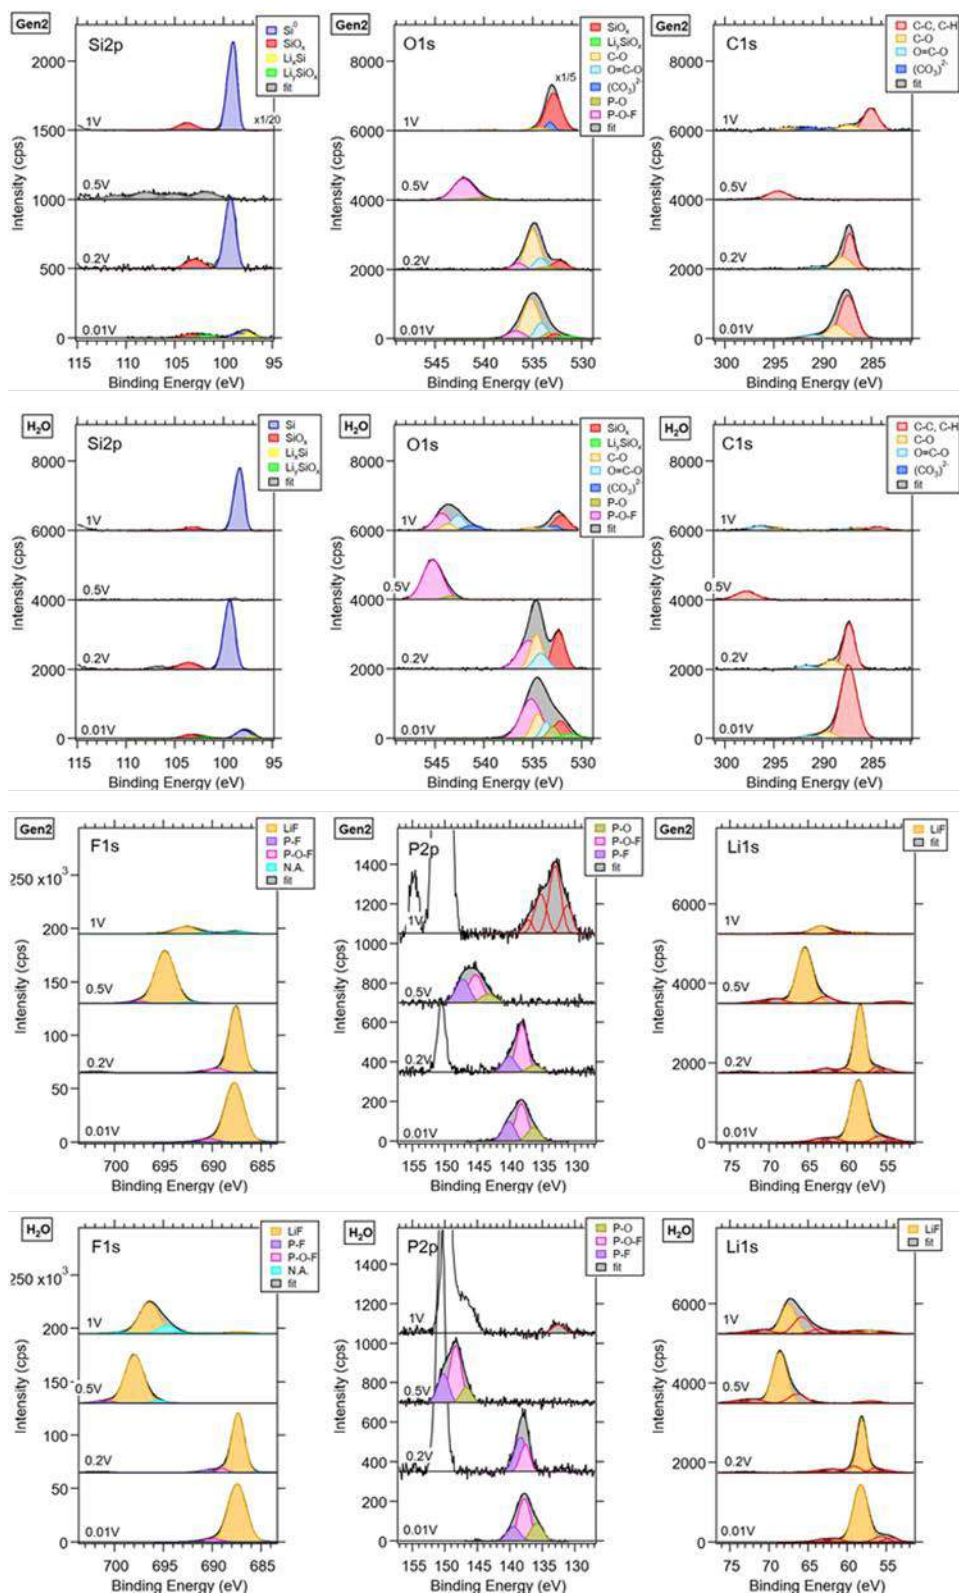 Gen2
Si2p
Si⁰
SiOₓ
LiₓSi
LiᵧSiOₓ
fit
x1/20
Intensity (cps)
2000
1500
1000
500
0
1V
0.5V
0.2V
0.01V
115 110 105 100 95
Binding Energy (eV)
Gen2
O1s
SiOₓ
LiᵧSiOₓ
C-O
O=C-O
(CO₃)²⁻
P-O
P-O-F
fit
x1/5
Intensity (cps)
6000
4000
2000
0
1V
0.5V
0.2V
0.01V
545 540 535 530
Binding Energy (eV)
Gen2
C1s
C-C, C-H
C-O
O=C-O
(CO₃)²⁻
fit
Intensity (cps)
6000
4000
2000
0
1V
0.5V
0.2V
0.01V
300 295 290 285
Binding Energy (eV)
H₂O
Si2p
Si
SiOₓ
LiₓSi
LiᵧSiOₓ
fit
Intensity (cps)
8000
6000
4000
2000
0
1V
0.5V
0.2V
0.01V
115 110 105 100 95
Binding Energy (eV)
H₂O
O1s
SiOₓ
LiᵧSiOₓ
C-O
O=C-O
(CO₃)²⁻
P-O
P-O-F
fit
Intensity (cps)
8000
6000
4000
2000
0
1V
0.5V
0.2V
0.01V
545 540 535 530
Binding Energy (eV)
H₂O
C1s
C-C, C-H
C-O
O=C-O
(CO₃)²⁻
fit
Intensity (cps)
8000
6000
4000
2000
0
1V
0.5V
0.2V
0.01V
300 295 290 285
Binding Energy (eV)
Gen2
F1s
LiF
P-F
P-O-F
N.A.
fit
Intensity (cps)
250 x10³
200
150
100
50
0
1V
0.5V
0.2V
0.01V
700 695 690 685
Binding Energy (eV)
Gen2
P2p
P-O
P-O-F
P-F
fit
Intensity (cps)
1400
1200
1000
800
600
400
200
0
1V
0.5V
0.2V
0.01V
155 150 145 140 135 130
Binding Energy (eV)
Gen2
Li1s
LiF
fit
Intensity (cps)
6000
4000
2000
0
1V
0.5V
0.2V
0.01V
75 70 65 60 55
Binding Energy (eV)
H₂O
F1s
LiF
P-F
P-O-F
N.A.
fit
Intensity (cps)
250 x10³
200
150
100
50
0
1V
0.5V
0.2V
0.01V
700 695 690 685
Binding Energy (eV)
H₂O
P2p
P-O
P-O-F
P-F
fit
Intensity (cps)
1400
1200
1000
800
600
400
200
0
1V
0.5V
0.2V
0.01V
155 150 145 140 135 130
Binding Energy (eV)
H₂O
Li1s
LiF
fit
Intensity (cps)
6000
4000
2000
0
1V
0.5V
0.2V
0.01V
75 70 65 60 55
Binding Energy (eV)